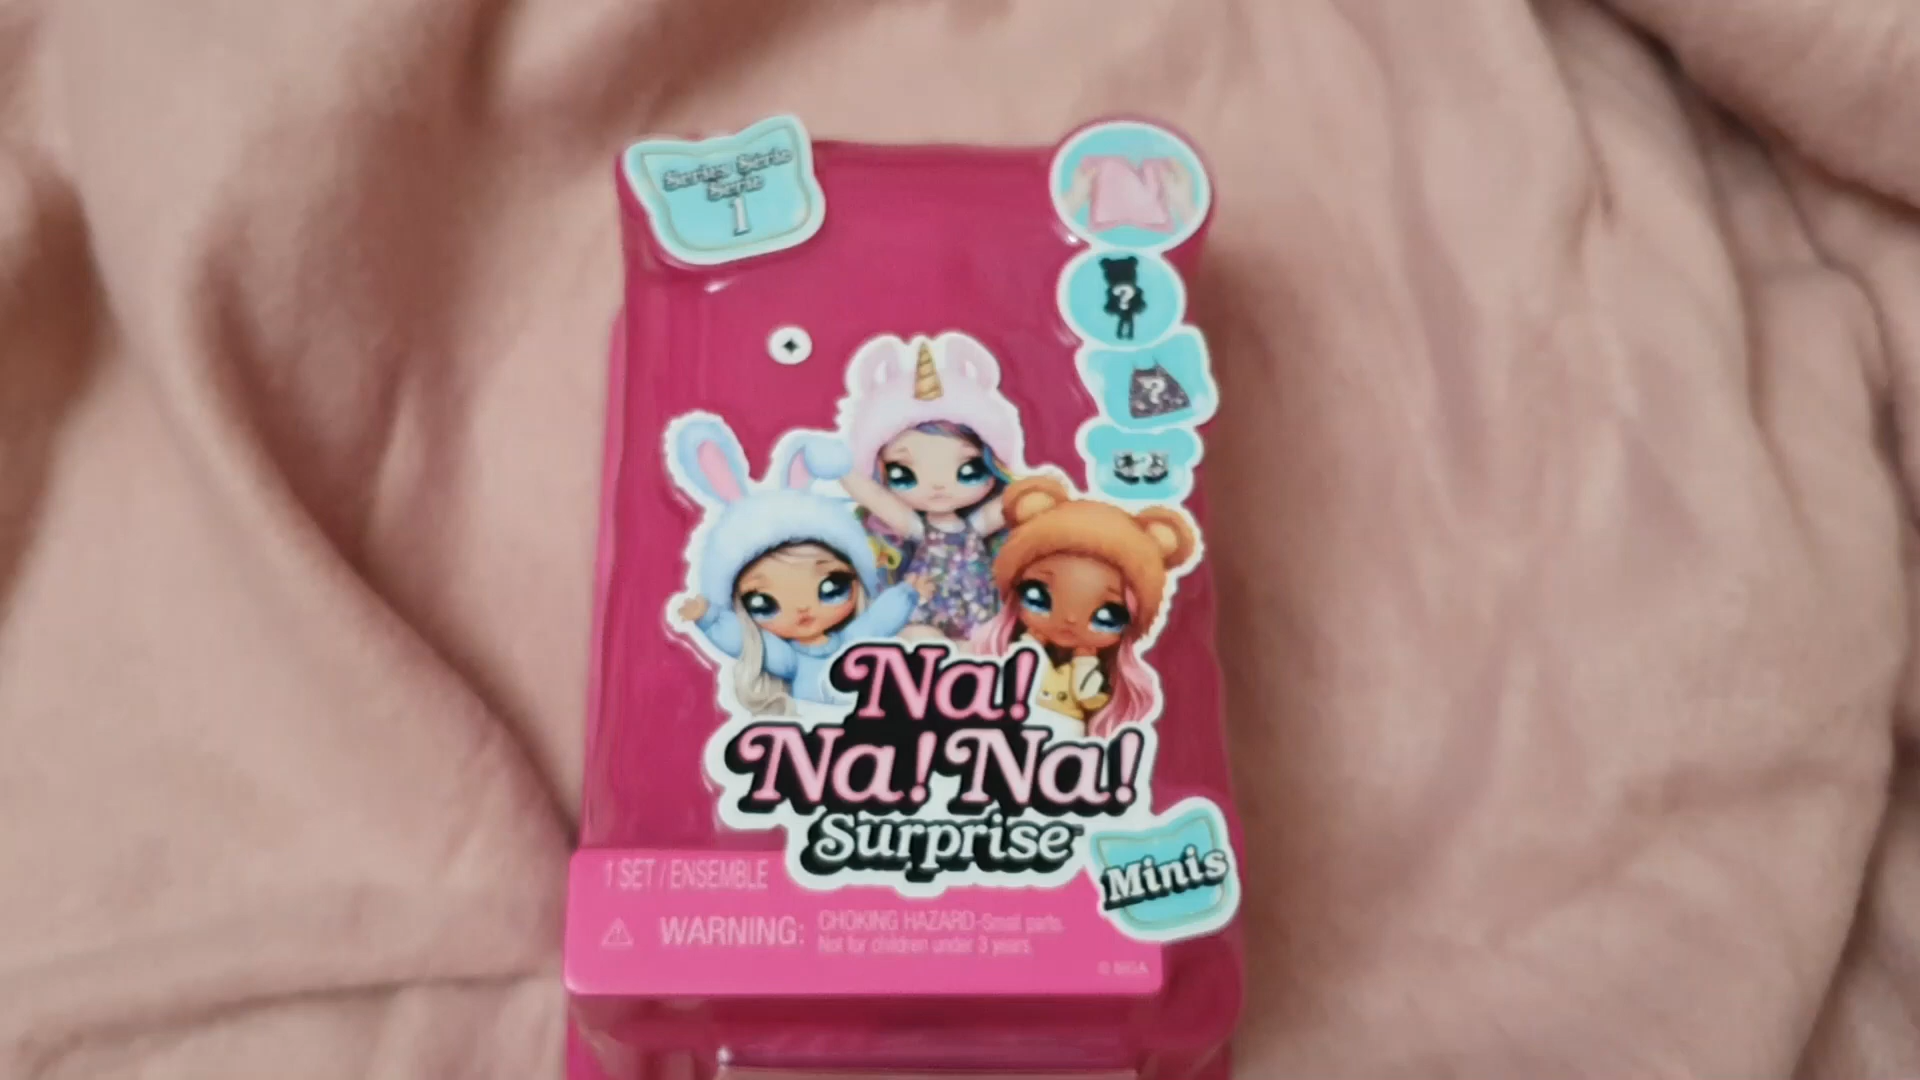 Series Série
Serie
1
?
?
Na!
Na! Na!
Surprise
Minis
1 SET / ENSEMBLE
WARNING: CHOKING HAZARD-Small parts.
Not for children under 3 years.
© MGA